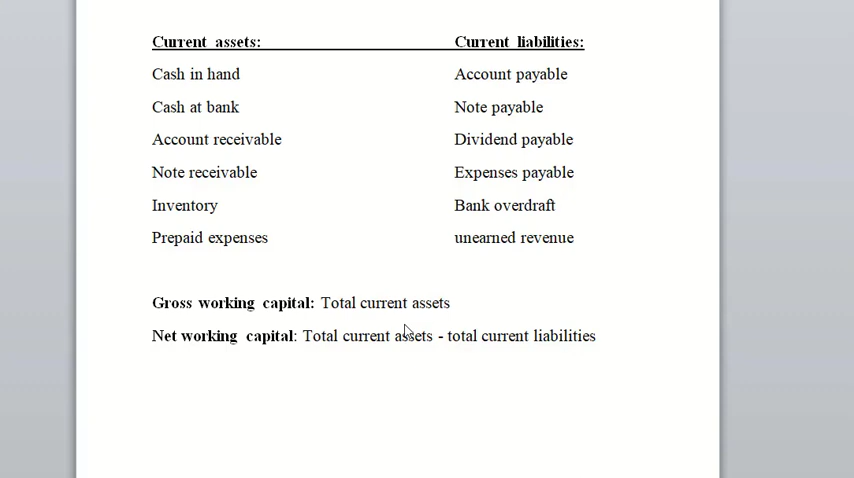 Current assets: Current liabilities:
Cash in hand Account payable
Cash at bank Note payable
Account receivable Dividend payable
Note receivable Expenses payable
Inventory Bank overdraft
Prepaid expenses unearned revenue
Gross working capital: Total current assets
Net working capital: Total current assets - total current liabilities